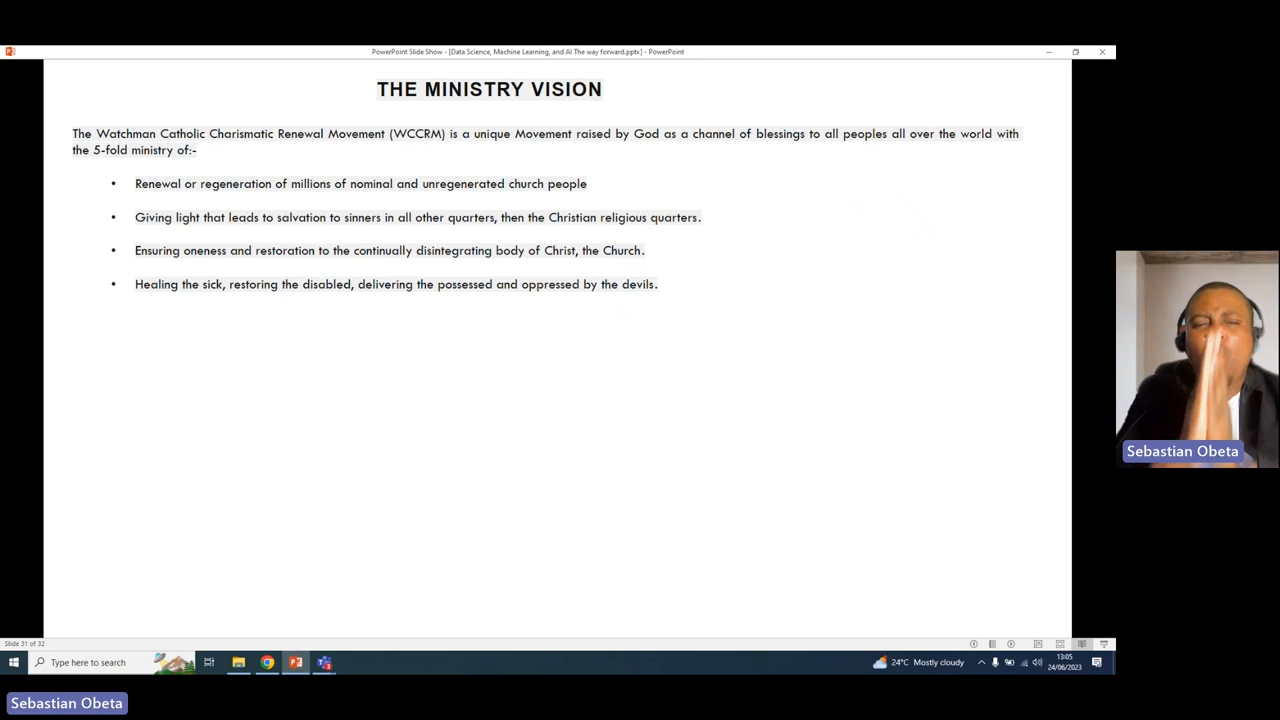 PowerPoint Slide Show - [Data Science, Machine Learning, and AI The way forward.pptx] - PowerPoint
THE MINISTRY VISION
The Watchman Catholic Charismatic Renewal Movement (WCCRM) is a unique Movement raised by God as a channel of blessings to all peoples all over the world with
the 5-fold ministry of:-
• Renewal or regeneration of millions of nominal and unregenerated church people
• Giving light that leads to salvation to sinners in all other quarters, then the Christian religious quarters.
• Ensuring oneness and restoration to the continually disintegrating body of Christ, the Church.
• Healing the sick, restoring the disabled, delivering the possessed and oppressed by the devils.
Sebastian Obeta
Slide 31 of 32
Type here to search
24°C Mostly cloudy
13:05
24/06/2023
Sebastian Obeta